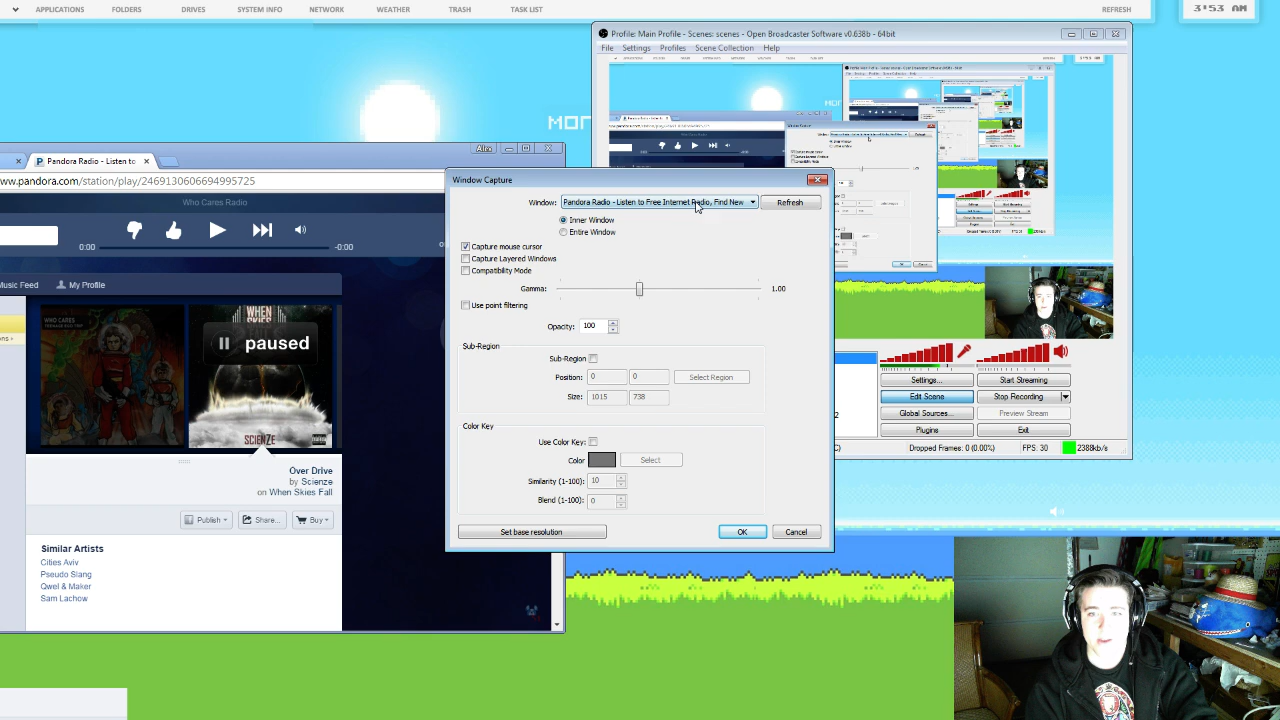 APPLICATIONS FOLDERS DRIVES SYSTEM INFO NETWORK WEATHER TRASH TASK LIST REFRESH 3:53 AM
Profile: Main Profile - Scenes: scenes - Open Broadcaster Software v0.638b - 64bit
File Settings Profiles Scene Collection Help
Alex
Pandora Radio - Listen to
ww.pandora.com/station/play/2469130606694995725
Who Cares Radio
0:00 -0:00
Music Feed My Profile
WHO CARES
WHEN
SKIES
paused
SCIENZE
Over Drive
by Scienze
on When Skies Fall
Publish Share... Buy
Similar Artists
Cities Aviv
Pseudo Slang
Qwel & Maker
Sam Lachow
Window Capture
Window: Pandora Radio - Listen to Free Internet Radio, Find New Refresh
Inner Window
Entire Window
Capture mouse cursor
Capture Layered Windows
Compatibility Mode
Gamma: 1.00
Use point filtering
Opacity: 100
Sub-Region
Sub-Region
Position: 0 0 Select Region
Size: 1015 738
Color Key
Use Color Key:
Color Select
Similarity (1-100): 10
Blend (1-100): 0
Set base resolution OK Cancel
Settings... Start Streaming
Edit Scene Stop Recording
Global Sources... Preview Stream
Plugins Exit
Dropped Frames: 0 (0.00%) FPS: 30 2388kb/s